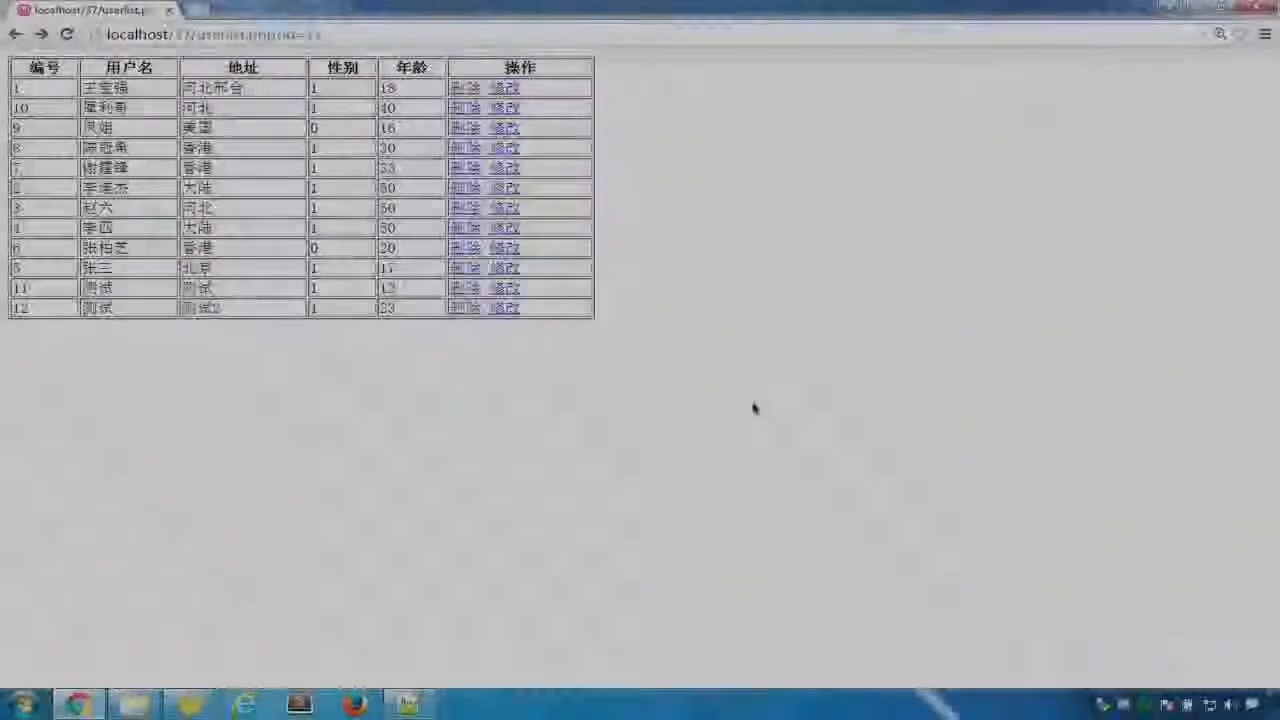 localhost/37/userlist.p
localhost/37/userlist.php?id=
编号 用户名 地址 性别 年龄 操作
1 王宝强 河北邢台 1 18 删除 修改
10 犀利哥 河北 1 40 删除 修改
9 凤姐 美国 0 16 删除 修改
8 陈冠希 香港 1 30 删除 修改
7 谢霆锋 香港 1 33 删除 修改
李连杰 大陆 1 50 删除 修改
3 赵六 河北 1 50 删除 修改
李四 大陆 1 50 删除 修改
6 张柏芝 香港 0 20 删除 修改
5 张三 北京 1 17 删除 修改
11 测试 测试 1 12 删除 修改
12 测试 测试2 1 23 删除 修改